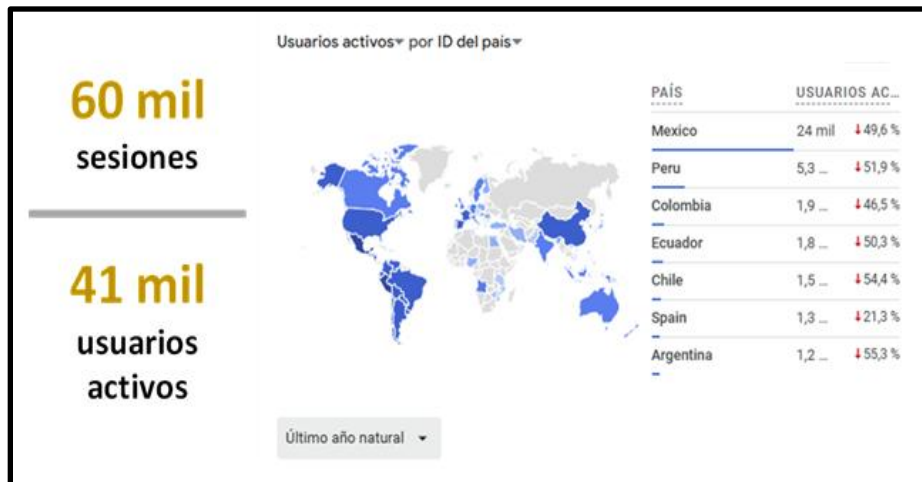 60 mil
sesiones
41 mil
usuarios
activos
Usuarios activos por ID del país
PAÍS USUARIOS AC...
Mexico 24 mil ↓49,6 %
Peru 5,3 ... ↓51,9 %
Colombia 1,9 ... ↓46,5 %
Ecuador 1,8 ... ↓50,3 %
Chile 1,5 ... ↓54,4 %
Spain 1,3 ... ↓21,3 %
Argentina 1,2 ... ↓55,3 %
Último año natural